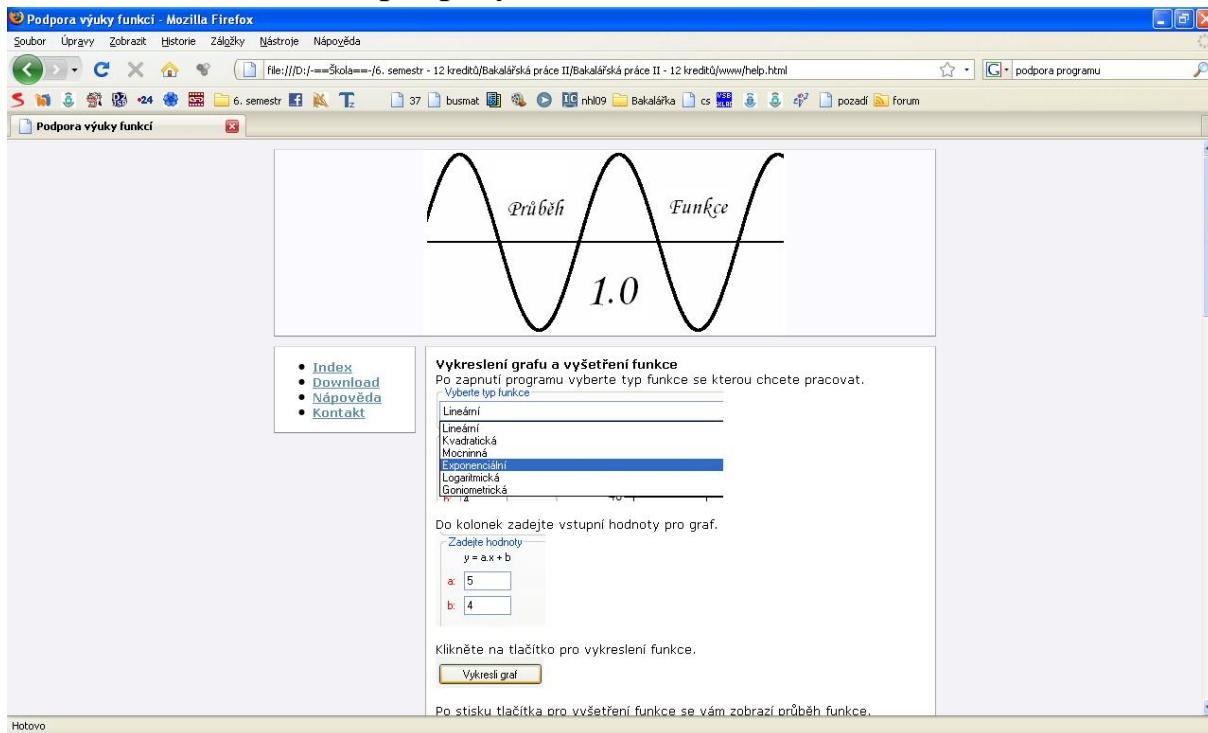 Podpora výuky funkcí - Mozilla Firefox
Soubor Úpravy Zobrazit Historie Záložky Nástroje Nápověda
file:///D:/-==Škola==-/6. semestr - 12 kreditů/Bakalářská práce II/Bakalářská práce II - 12 kreditů/www/help.html
podpora programu
24 6. semestr 37 busmat nhl09 Bakalářka cs pozadí forum
Podpora výuky funkcí
Průběh Funkce
1.0
Index
Download
Nápověda
Kontakt
Vykreslení grafu a vyšetření funkce
Po zapnutí programu vyberte typ funkce se kterou chcete pracovat.
Vyberte typ funkce
Lineární
Lineární
Kvadratická
Mocninná
Exponenciální
Logaritmická
Goniometrická
Do kolonek zadejte vstupní hodnoty pro graf.
Zadejte hodnoty
y = a.x + b
a: 5
b: 4
Klikněte na tlačítko pro vykreslení funkce.
Vykresli graf
Po stisku tlačítka pro vyšetření funkce se vám zobrazí průběh funkce.
Hotovo